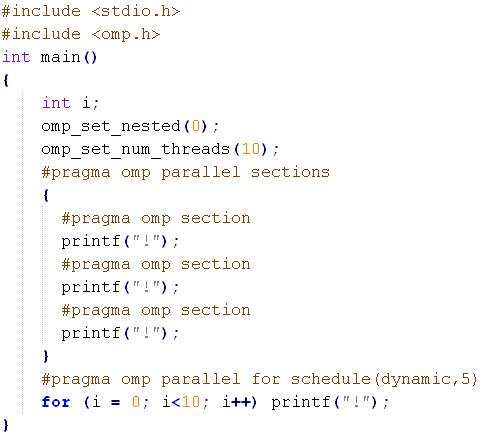 #include <stdio.h>
#include <omp.h>
int main()
{
int i;
omp_set_nested(0);
omp_set_num_threads(10);
#pragma omp parallel sections
{
#pragma omp section
printf("!");
#pragma omp section
printf("!");
#pragma omp section
printf("!");
}
#pragma omp parallel for schedule(dynamic,5)
for (i = 0; i<10; i++) printf("!");
}